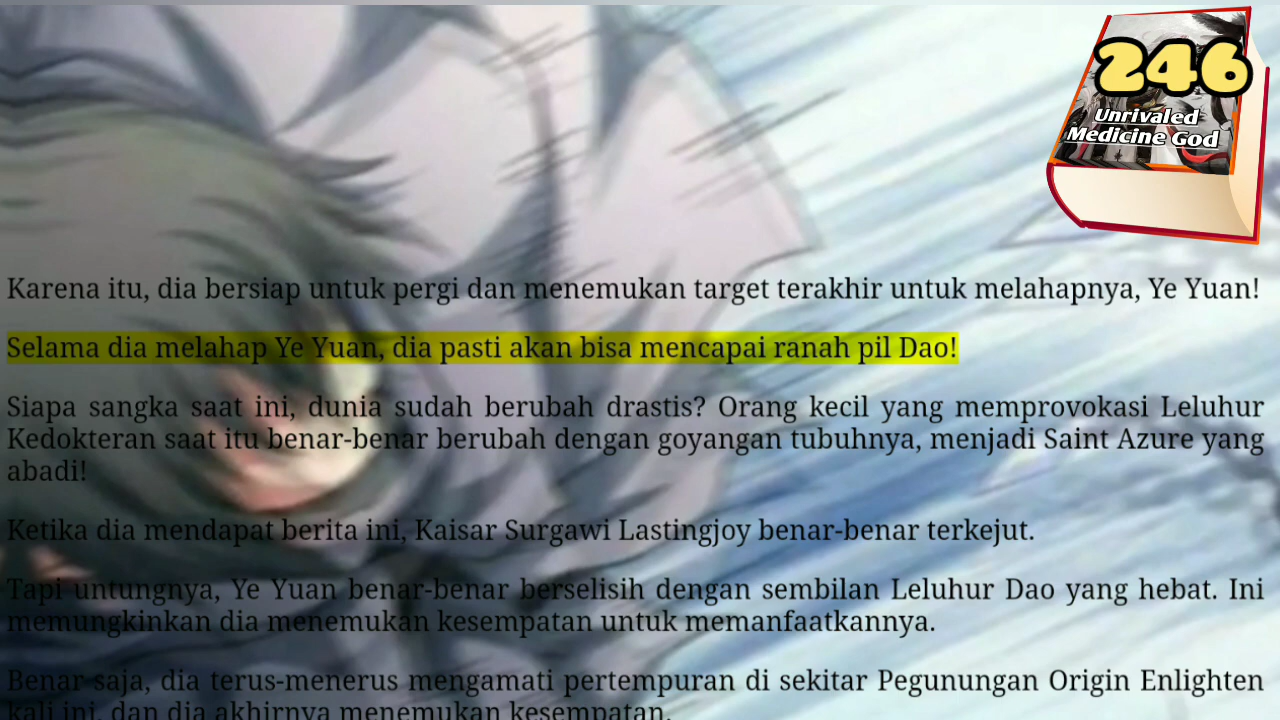 246
Unrivaled
Medicine God
Karena itu, dia bersiap untuk pergi dan menemukan target terakhir untuk melahapnya, Ye Yuan!
Selama dia melahap Ye Yuan, dia pasti akan bisa mencapai ranah pil Dao!
Siapa sangka saat ini, dunia sudah berubah drastis? Orang kecil yang memprovokasi Leluhur
Kedokteran saat itu benar-benar berubah dengan goyangan tubuhnya, menjadi Saint Azure yang
abadi!
Ketika dia mendapat berita ini, Kaisar Surgawi Lastingjoy benar-benar terkejut.
Tapi untungnya, Ye Yuan benar-benar berselisih dengan sembilan Leluhur Dao yang hebat. Ini
memungkinkan dia menemukan kesempatan untuk memanfaatkannya.
Benar saja, dia terus-menerus mengamati pertempuran di sekitar Pegunungan Origin Enlighten
kali ini, dan dia akhirnya menemukan kesempatan.